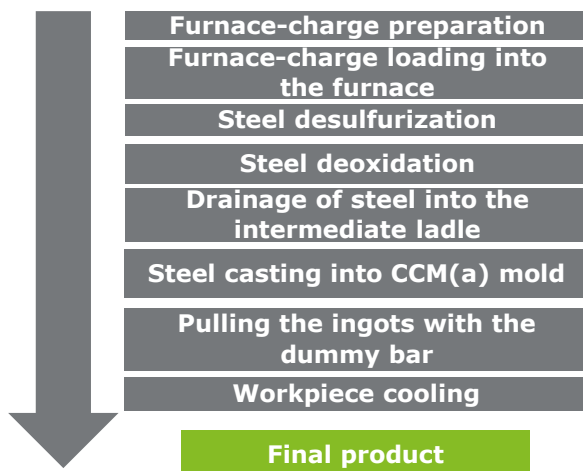 Furnace-charge preparation
Furnace-charge loading into
the furnace
Steel desulfurization
Steel deoxidation
Drainage of steel into the
intermediate ladle
Steel casting into CCM(a) mold
Pulling the ingots with the
dummy bar
Workpiece cooling
Final product